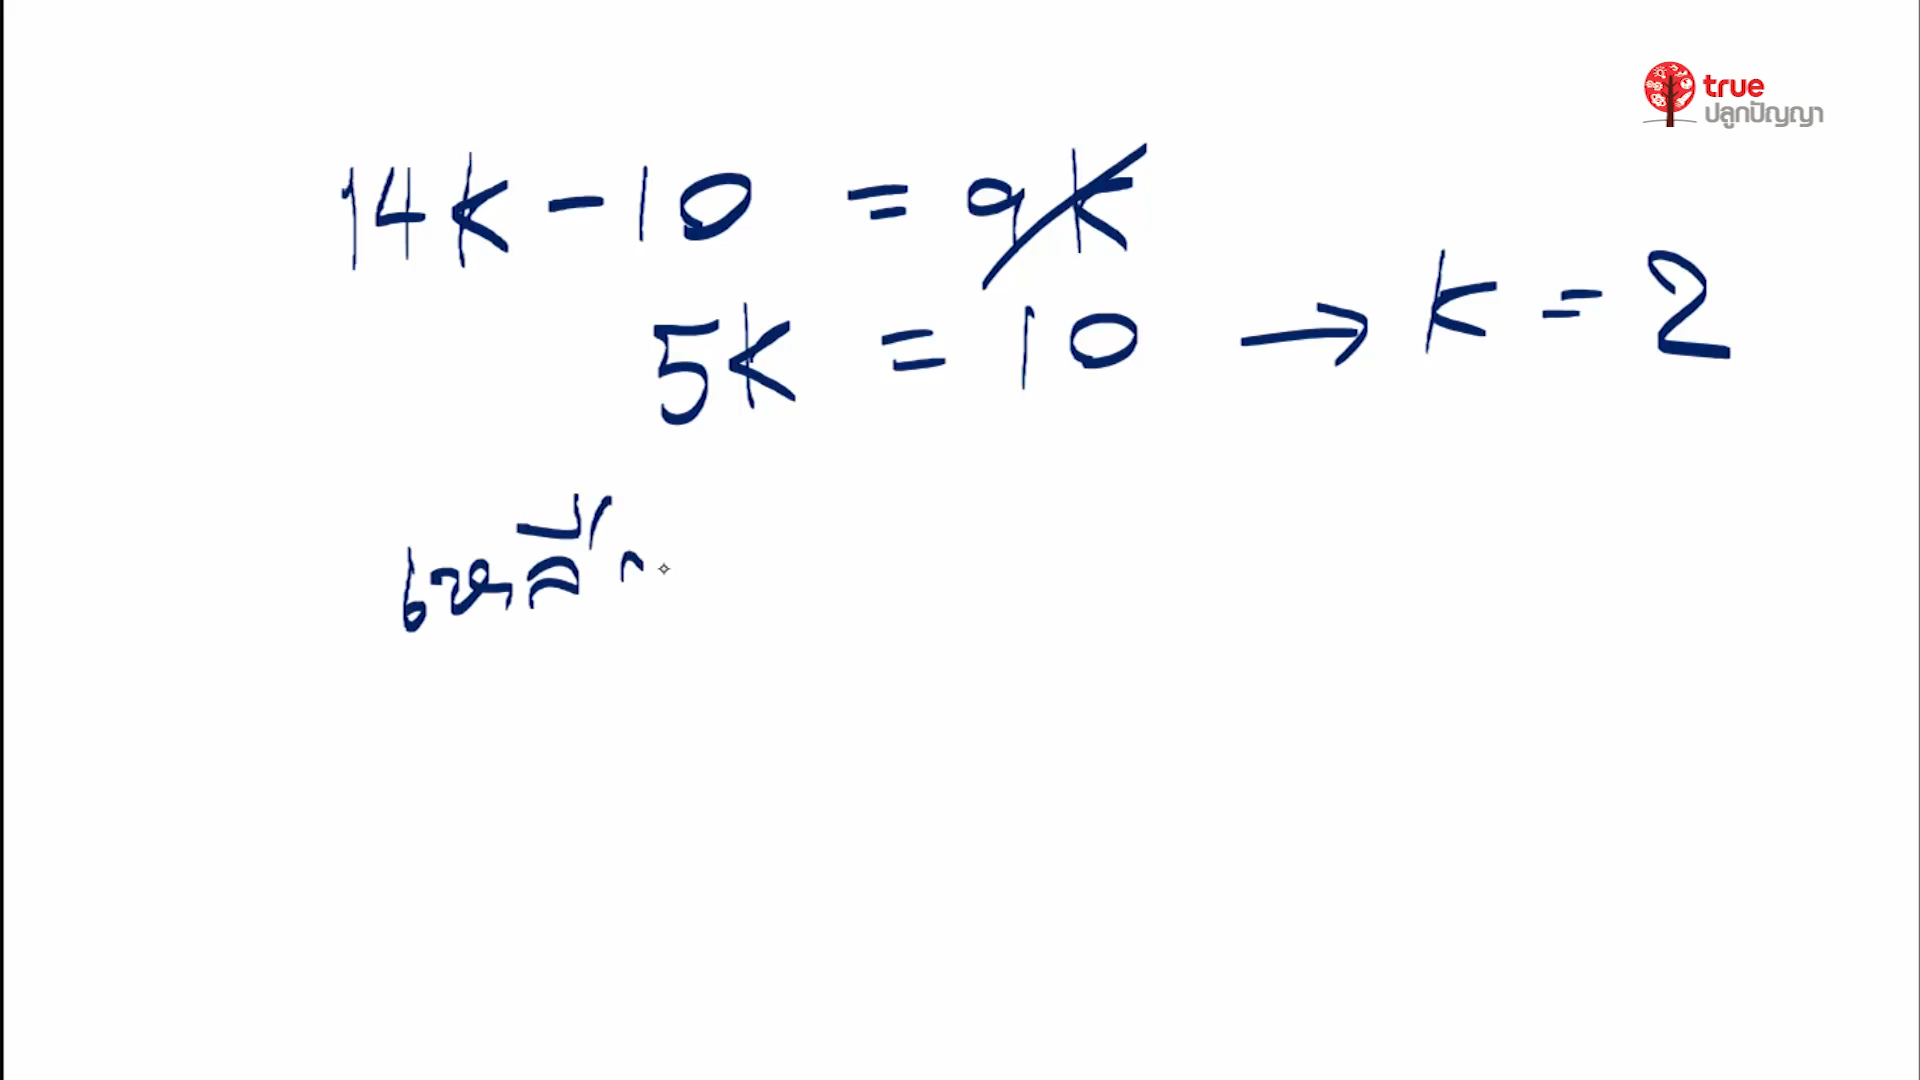 true
ปลูกปัญญา
14k - 10 = 9k
5k = 10 → k = 2